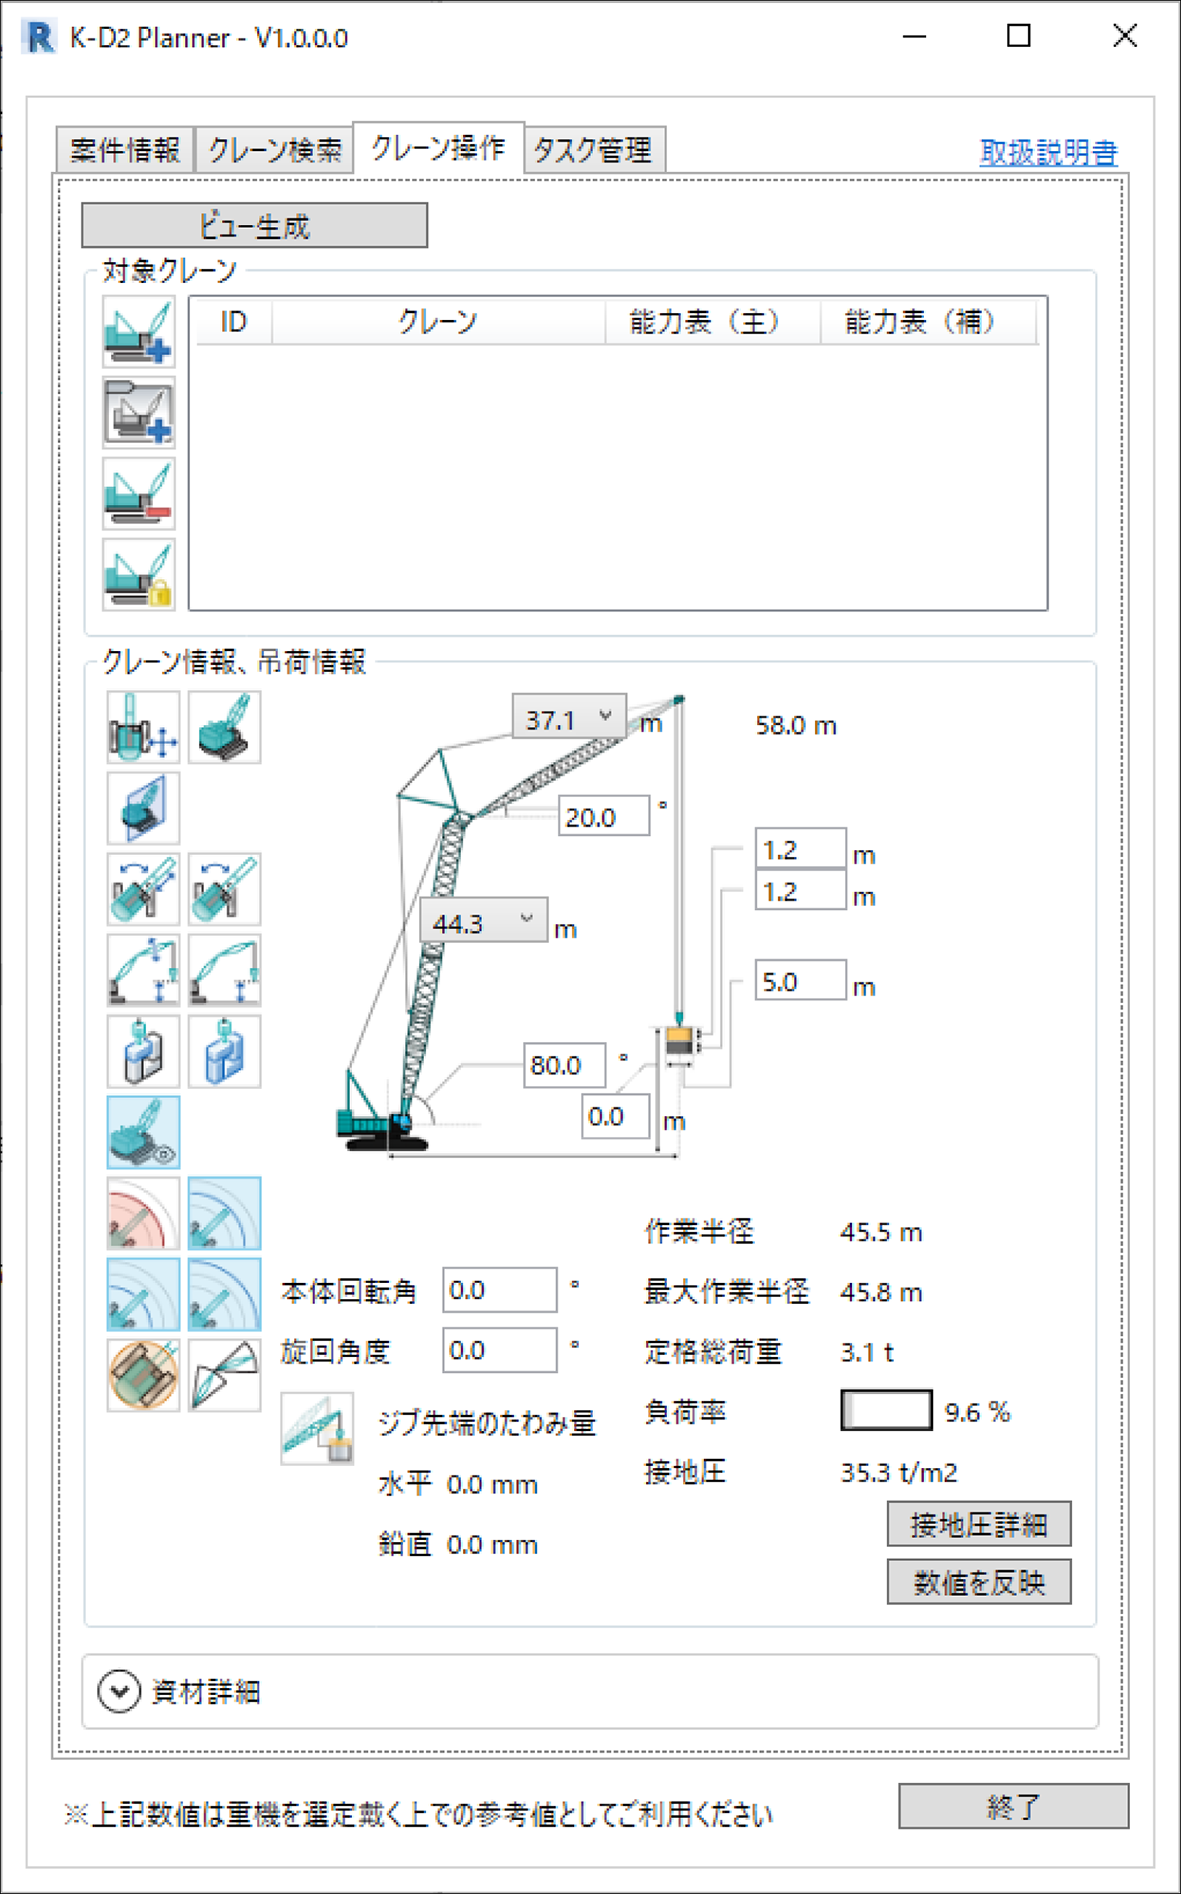 K-D2 Planner - V1.0.0.0
案件情報 クレーン検索 クレーン操作 タスク管理 取扱説明書
ビュー生成
対象クレーン
ID クレーン 能力表（主） 能力表（補）
クレーン情報、吊荷情報
37.1 m 58.0 m
20.0 °
1.2 m
1.2 m
44.3 m
5.0 m
80.0 °
0.0 m
作業半径 45.5 m
本体回転角 0.0 ° 最大作業半径 45.8 m
旋回角度 0.0 ° 定格総荷重 3.1 t
ジブ先端のたわみ量 負荷率 9.6 %
水平 0.0 mm 接地圧 35.3 t/m2
接地圧詳細
鉛直 0.0 mm
数値を反映
資材詳細
※上記数値は重機を選定戴く上での参考値としてご利用ください 終了